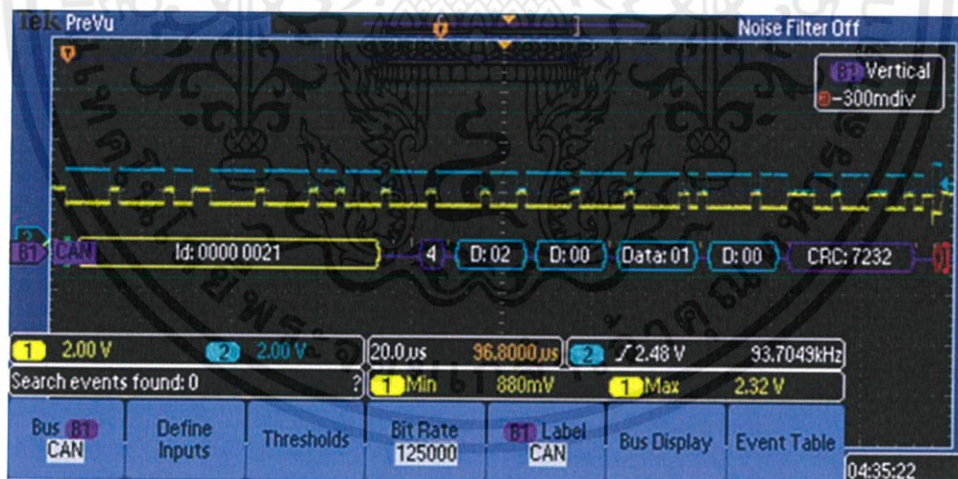 Tek PreVu
Noise Filter Off
B1 Vertical
-300mdiv
B1 CAN
Id: 0000 0021
4
D: 02
D: 00
Data: 01
D: 00
CRC: 7232
1 2.00 V
2 2.00 V
20.0µs
96.8000µs
2 2.48 V
93.7049kHz
Search events found: 0
?
1 Min 880mV
1 Max 2.32 V
Bus B1
CAN
Define
Inputs
Thresholds
Bit Rate
125000
B1 Label
CAN
Bus Display
Event Table
04:35:22